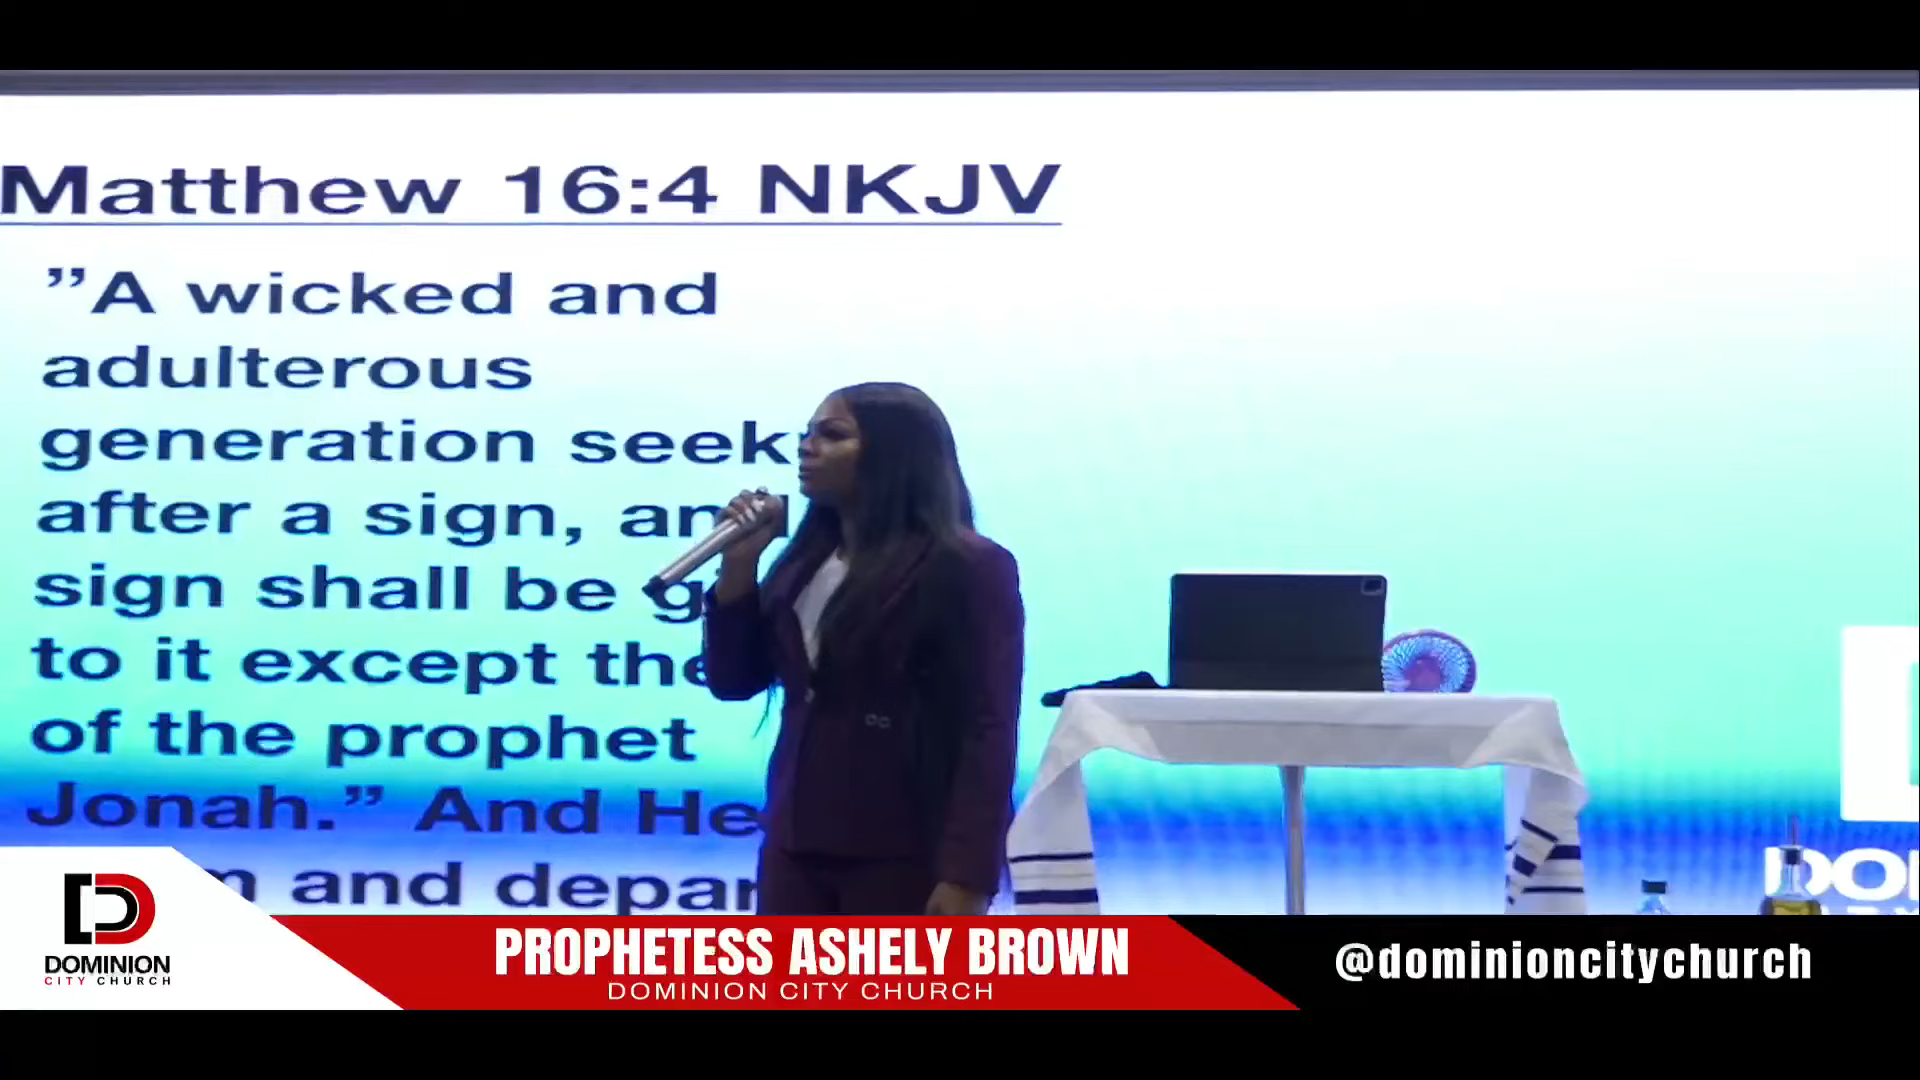 Matthew 16:4 NKJV
”A wicked and
adulterous
generation seek
after a sign, an
sign shall be g
to it except the
of the prophet
Jonah.” And He
and depar
DO
DOMINION
CITY CHURCH
PROPHETESS ASHELY BROWN
DOMINION CITY CHURCH
@dominioncitychurch